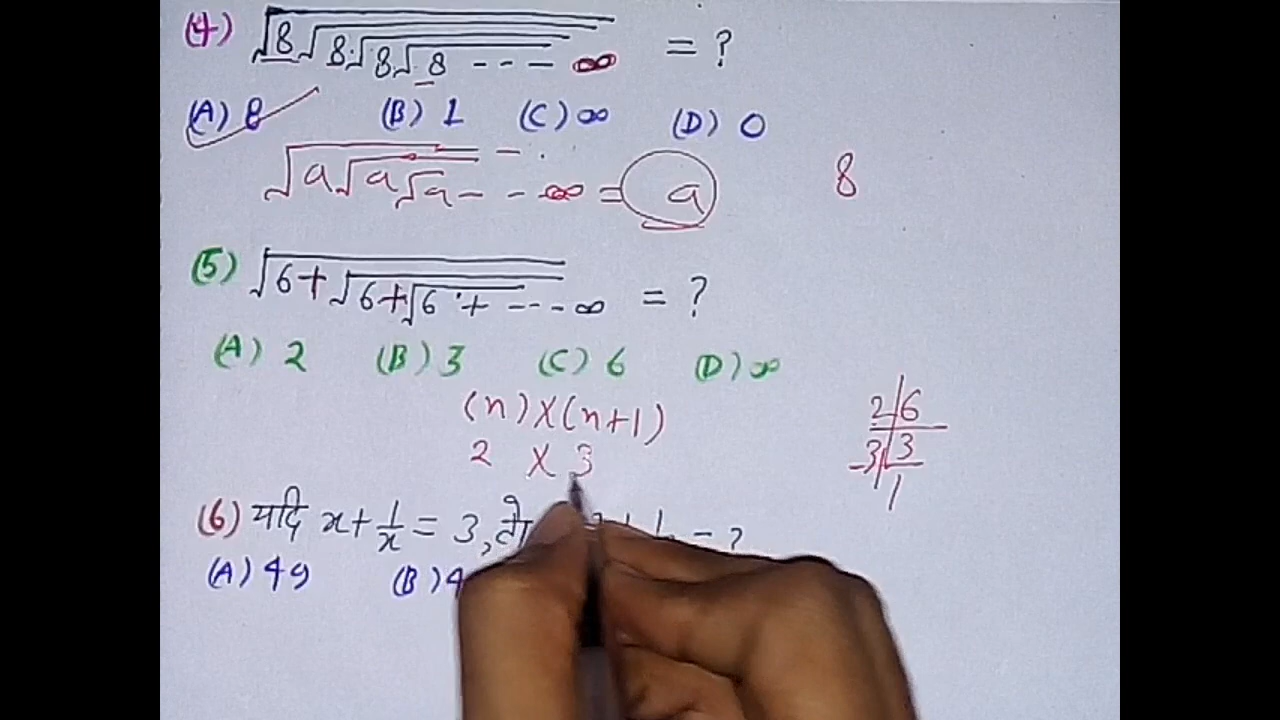 (4) √8√8√8√8 --- ∞ = ?
(A) 8 (B) 1 (C) ∞ (D) 0
√a√a√a -- ∞ = a 8
(5) √6+√6+√6+ --- ∞ = ?
(A) 2 (B) 3 (C) 6 (D) ∞
(n) × (n+1) 2 | 6
2 × 3 3 | 3
1
(6) यदि x + 1/x = 3, तो = ?
(A) 49 (B) 4